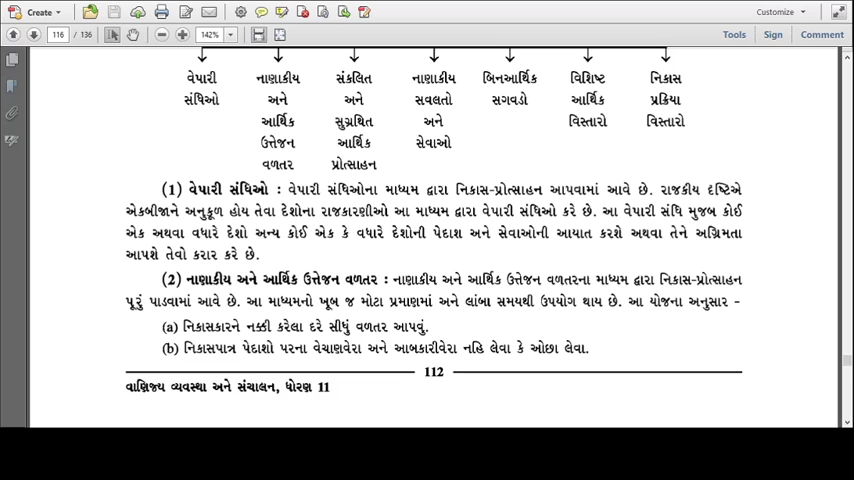 Create
Customize
116 / 136
142%
Tools Sign Comment
વેપારી નાણાકીય સંકલિત નાણાકીય બિનઆર્થિક વિશિષ્ટ નિકાસ
સંધિઓ અને અને સવલતો સગવડો આર્થિક પ્રક્રિયા
આર્થિક સુગ્રથિત અને વિસ્તારો વિસ્તારો
ઉત્તેજન આર્થિક સેવાઓ
વળતર પ્રોત્સાહન
(1) વેપારી સંધિઓ : વેપારી સંધિઓના માધ્યમ દ્વારા નિકાસ-પ્રોત્સાહન આપવામાં આવે છે. રાજકીય દૃષ્ટિએ
એકબીજાને અનુકૂળ હોય તેવા દેશોના રાજકારણીઓ આ માધ્યમ દ્વારા વેપારી સંધિઓ કરે છે. આ વેપારી સંધિ મુજબ કોઈ
એક અથવા વધારે દેશો અન્ય કોઈ એક કે વધારે દેશોની પેદાશ અને સેવાઓની આયાત કરશે અથવા તેને અગ્રિમતા
આપશે તેવો કરાર કરે છે.
(2) નાણાકીય અને આર્થિક ઉત્તેજન વળતર : નાણાકીય અને આર્થિક ઉત્તેજન વળતરના માધ્યમ દ્વારા નિકાસ-પ્રોત્સાહન
પૂરું પાડવામાં આવે છે. આ માધ્યમનો ખૂબ જ મોટા પ્રમાણમાં અને લાંબા સમયથી ઉપયોગ થાય છે. આ યોજના અનુસાર -
(a) નિકાસકારને નક્કી કરેલા દરે સીધું વળતર આપવું.
(b) નિકાસપાત્ર પેદાશો પરના વેચાણવેરા અને આબકારીવેરા નહિ લેવા કે ઓછા લેવા.
112
વાણિજ્ય વ્યવસ્થા અને સંચાલન, ધોરણ 11